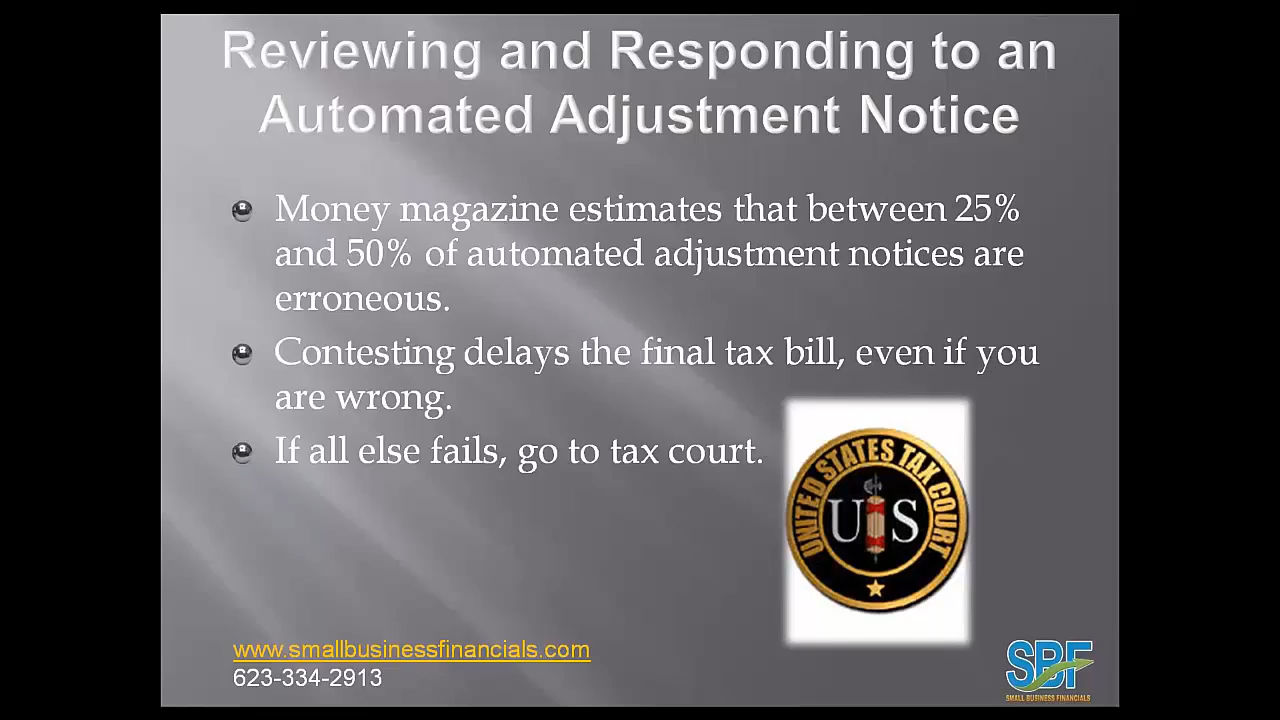 Reviewing and Responding to an
Automated Adjustment Notice
Money magazine estimates that between 25%
and 50% of automated adjustment notices are
erroneous.
Contesting delays the final tax bill, even if you
are wrong.
If all else fails, go to tax court.
UNITED STATES TAX COURT
U S
www.smallbusinessfinancials.com
623-334-2913
SBF
SMALL BUSINESS FINANCIALS